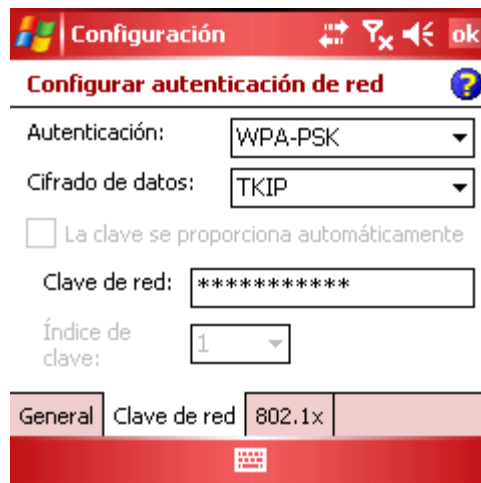 Configuración ok
Configurar autenticación de red
Autenticación: WPA-PSK
Cifrado de datos: TKIP
La clave se proporciona automáticamente
Clave de red: ***********
Índice de clave: 1
General Clave de red 802.1x